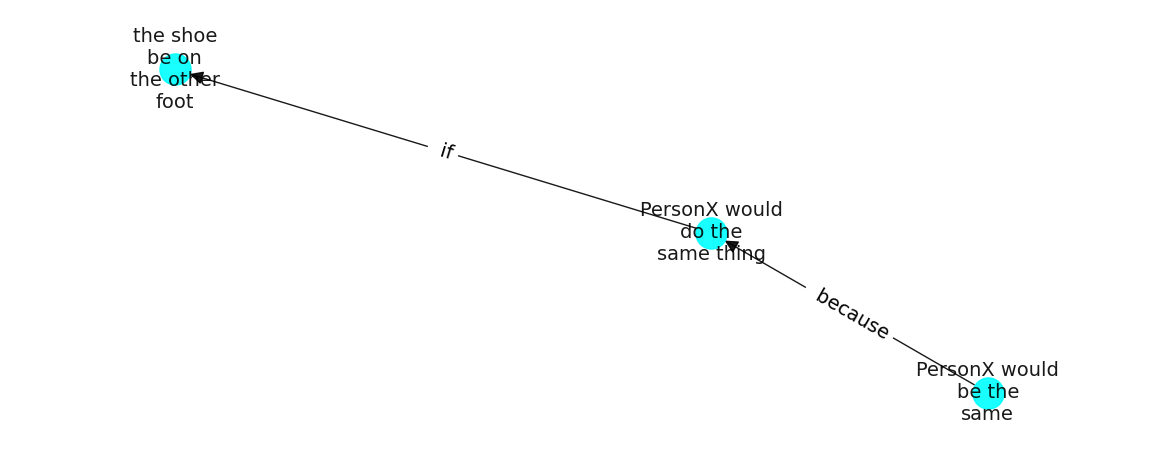 the shoe
be on
the other
foot
if
PersonX would
do the
same thing
because
PersonX would
be the
same